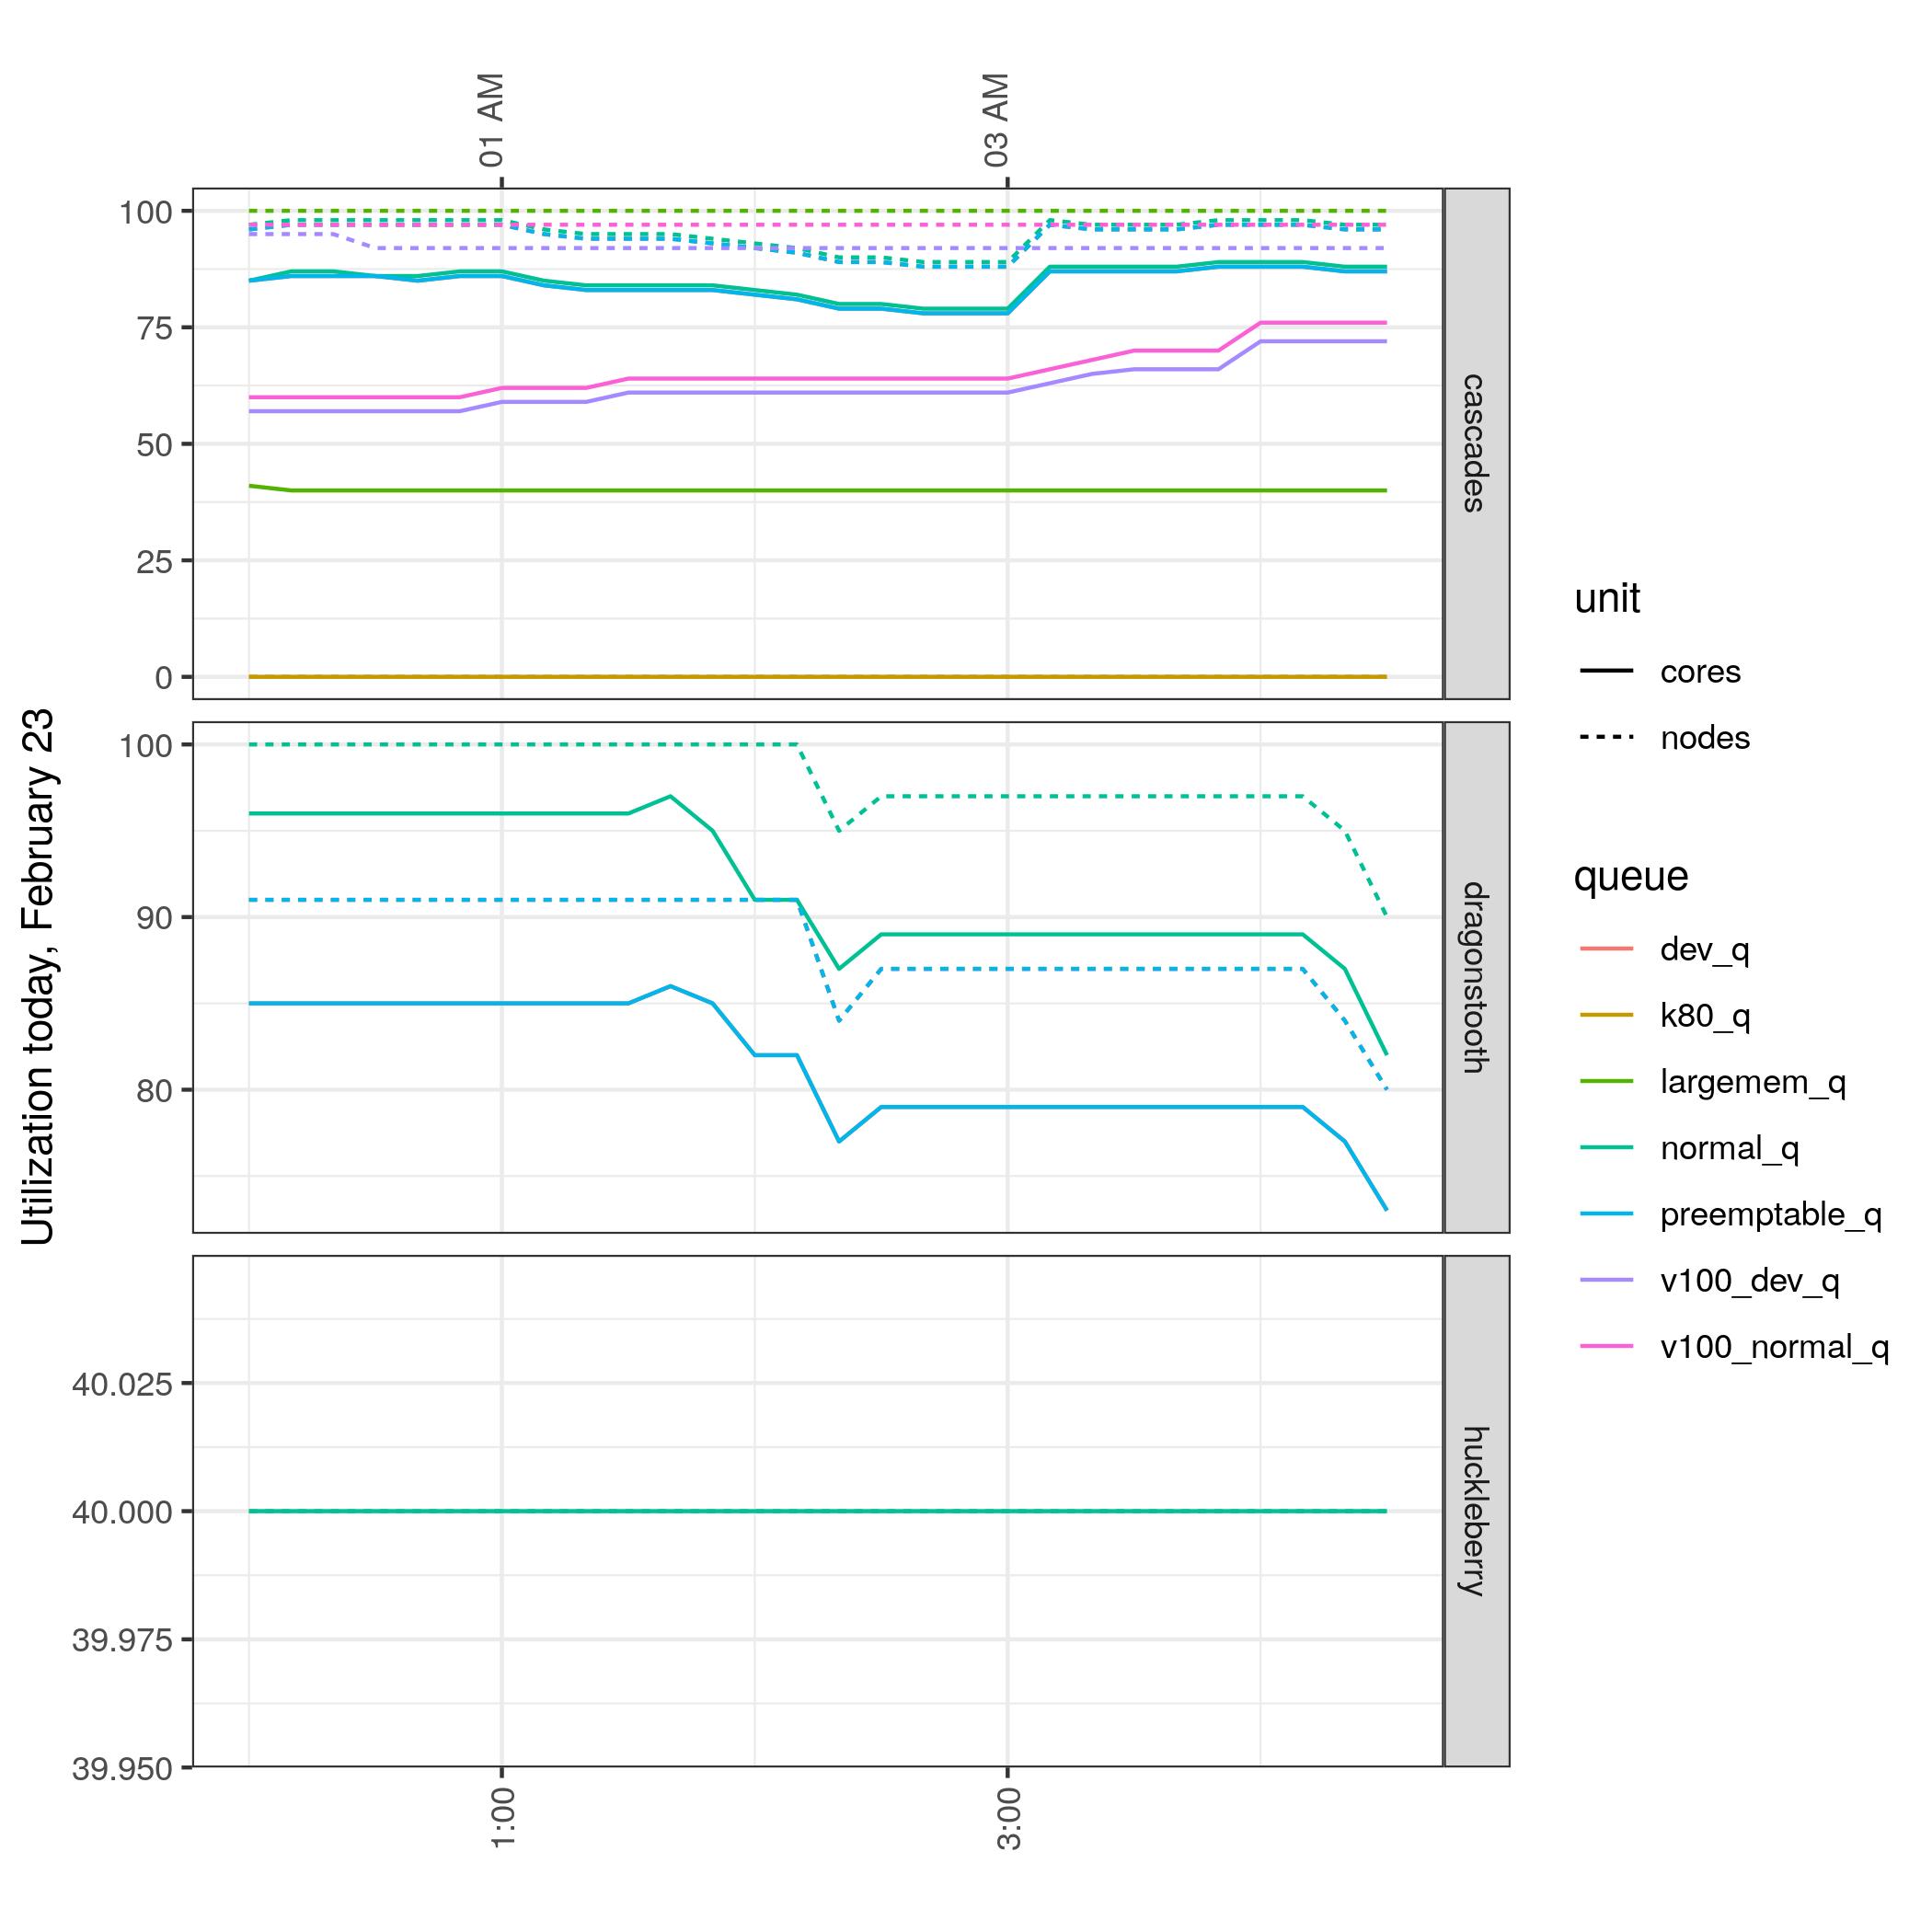 01 AM
03 AM
100
75
50
25
0
cascades
100
90
80
dragonstooth
40.025
40.000
39.975
39.950
huckleberry
1:00
3:00
Utilization today, February 23
unit
cores
nodes
queue
dev_q
k80_q
largemem_q
normal_q
preemptable_q
v100_dev_q
v100_normal_q